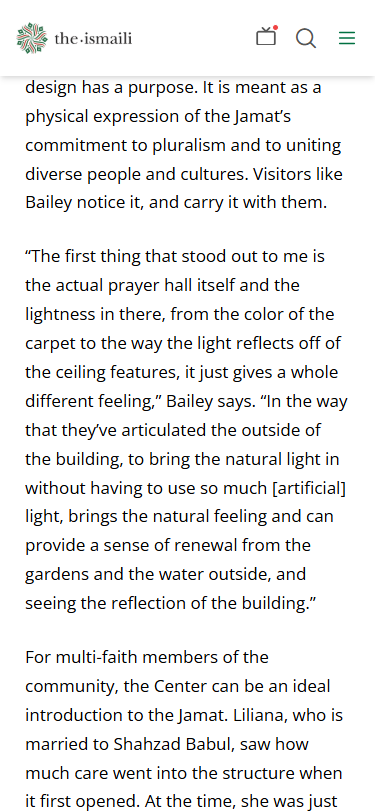 the.ismaili
design has a purpose. It is meant as a
physical expression of the Jamat’s
commitment to pluralism and to uniting
diverse people and cultures. Visitors like
Bailey notice it, and carry it with them.
“The first thing that stood out to me is
the actual prayer hall itself and the
lightness in there, from the color of the
carpet to the way the light reflects off of
the ceiling features, it just gives a whole
different feeling,” Bailey says. “In the way
that they’ve articulated the outside of
the building, to bring the natural light in
without having to use so much [artificial]
light, brings the natural feeling and can
provide a sense of renewal from the
gardens and the water outside, and
seeing the reflection of the building.”
For multi-faith members of the
community, the Center can be an ideal
introduction to the Jamat. Liliana, who is
married to Shahzad Babul, saw how
much care went into the structure when
it first opened. At the time, she was just